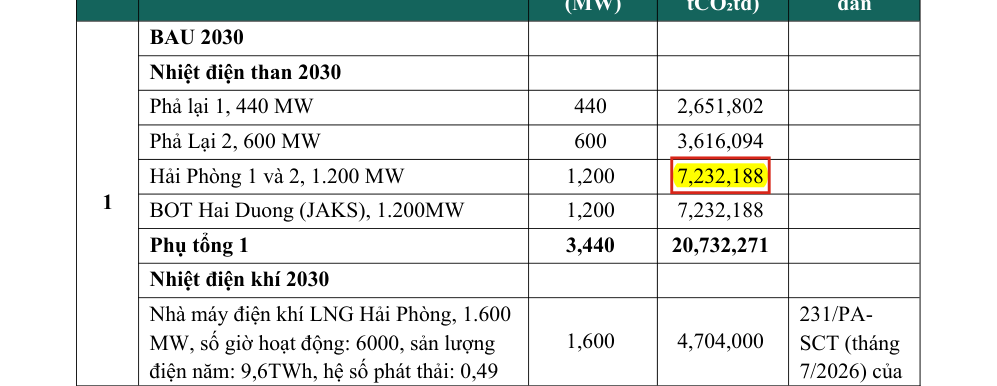 (MW) tCO₂tđ) dẫn
BAU 2030
Nhiệt điện than 2030
Phả lại 1, 440 MW 440 2,651,802
Phả Lại 2, 600 MW 600 3,616,094
Hải Phòng 1 và 2, 1.200 MW 1,200 7,232,188
1
BOT Hai Duong (JAKS), 1.200MW 1,200 7,232,188
Phụ tổng 1 3,440 20,732,271
Nhiệt điện khí 2030
Nhà máy điện khí LNG Hải Phòng, 1.600 231/PA-
MW, số giờ hoạt động: 6000, sản lượng 1,600 4,704,000 SCT (tháng
điện năm: 9,6TWh, hệ số phát thải: 0,49 7/2026) của